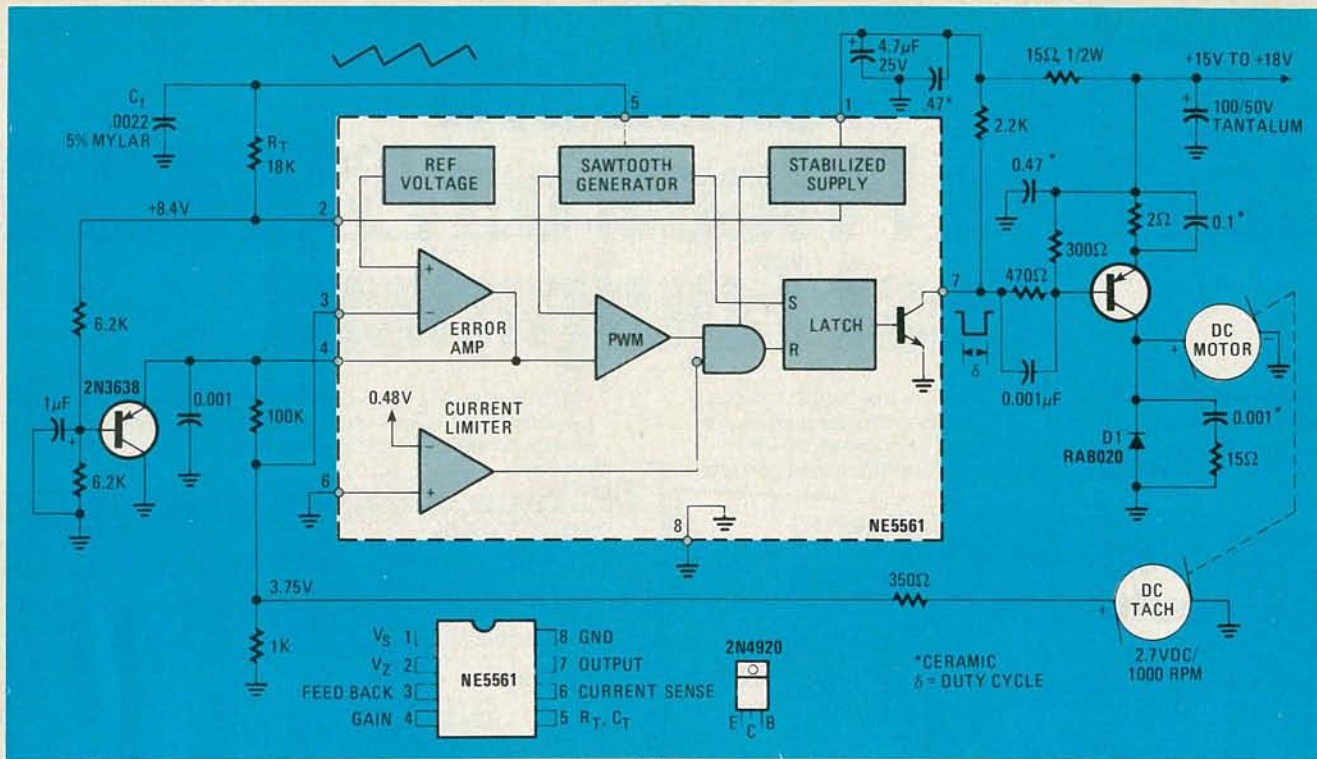 4.7µF
25V
.47*
15Ω, 1/2W
+15V TO +18V
100/50V
TANTALUM
C₁
.0022
5% MYLAR
R_T
18K
5
1
2.2K
REF
VOLTAGE
SAWTOOTH
GENERATOR
STABILIZED
SUPPLY
0.47*
2Ω
0.1*
+8.4V
2
300Ω
470Ω
7
6.2K
3
+
−
ERROR
AMP
4
PWM
S
LATCH
R
δ
DC
MOTOR
+
−
2N3638
1µF
+
0.001
100K
0.48V
CURRENT
LIMITER
−
+
0.001µF
0.001*
15Ω
D1
RAB020
6.2K
6
8
NE5561
3.75V
350Ω
+
DC
TACH
1K
2.7VDC/
1000 RPM
V_S 1
V_Z 2
FEED BACK 3
GAIN 4
NE5561
8 GND
7 OUTPUT
6 CURRENT SENSE
5 R_T, C_T
2N4920
E C B
*CERAMIC
δ = DUTY CYCLE